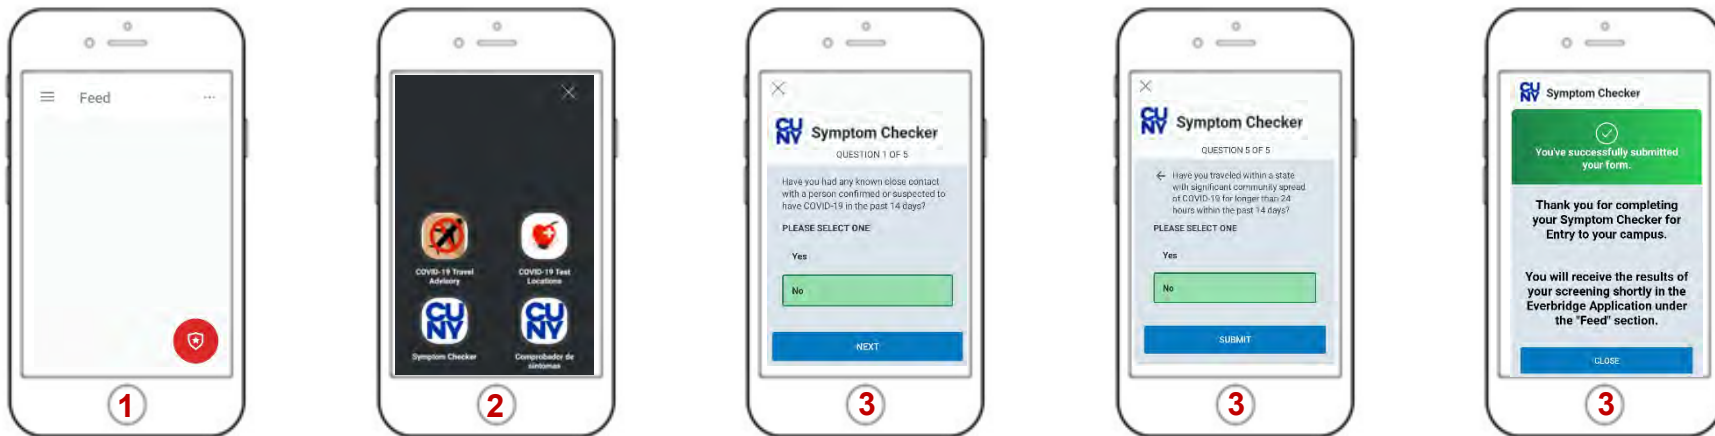 Feed
1
COVID-19 Travel
Advisory
COVID-19 Test
Locations
CU
NY
Symptom Checker
CU
NY
Comprobador de
síntomas
2
CU
NY
Symptom Checker
QUESTION 1 OF 5
Have you had any known close contact
with a person confirmed or suspected to
have COVID-19 in the past 14 days?
PLEASE SELECT ONE
Yes
No
NEXT
3
CU
NY
Symptom Checker
QUESTION 5 OF 5
Have you traveled within a state
with significant community spread
of COVID-19 for longer than 24
hours within the past 14 days?
PLEASE SELECT ONE
Yes
No
SUBMIT
3
CU
NY
Symptom Checker
You've successfully submitted
your form.
Thank you for completing
your Symptom Checker for
Entry to your campus.
You will receive the results of
your screening shortly in the
Everbridge Application under
the "Feed" section.
CLOSE
3